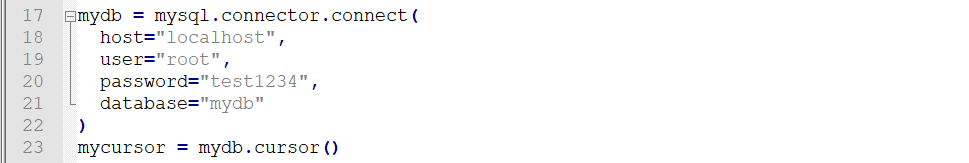 17 mydb = mysql.connector.connect(
18   host="localhost",
19   user="root",
20   password="test1234",
21   database="mydb"
22 )
23 mycursor = mydb.cursor()